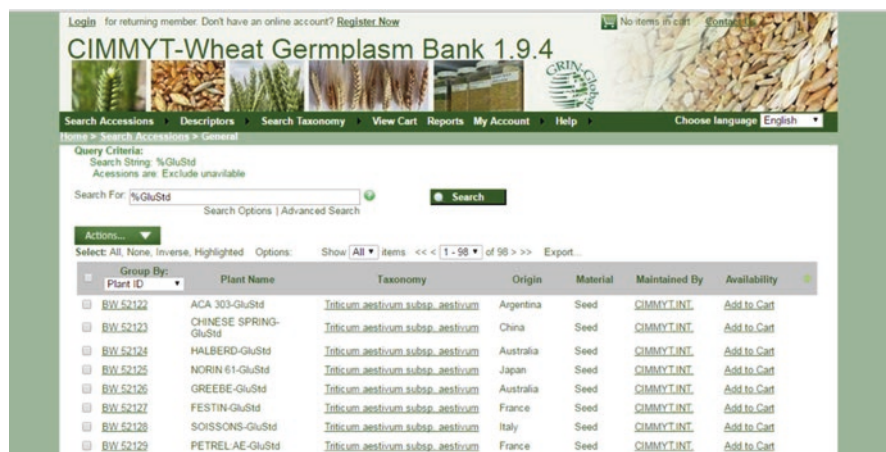 Login for returning member. Don't have an online account? Register Now No items in cart Contact Us
CIMMYT-Wheat Germplasm Bank 1.9.4
GRIN-Global
Search Accessions Descriptors Search Taxonomy View Cart Reports My Account Help Choose language English
Home > Search Accessions > General
Query Criteria:
Search String: %GluStd
Acessions are: Exclude unavilable
Search For: %GluStd Search
Search Options | Advanced Search
Actions...
Select: All, None, Inverse, Highlighted Options: Show All items << < 1 - 98 of 98 > >> Export...
Group By:
Plant ID Plant Name Taxonomy Origin Material Maintained By Availability
BW 52122 ACA 303-GluStd Triticum aestivum subsp. aestivum Argentina Seed CIMMYT.INT. Add to Cart
BW 52123 CHINESE SPRING-GluStd Triticum aestivum subsp. aestivum China Seed CIMMYT.INT. Add to Cart
BW 52124 HALBERD-GluStd Triticum aestivum subsp. aestivum Australia Seed CIMMYT.INT. Add to Cart
BW 52125 NORIN 61-GluStd Triticum aestivum subsp. aestivum Japan Seed CIMMYT.INT. Add to Cart
BW 52126 GREEBE-GluStd Triticum aestivum subsp. aestivum Australia Seed CIMMYT.INT. Add to Cart
BW 52127 FESTIN-GluStd Triticum aestivum subsp. aestivum France Seed CIMMYT.INT. Add to Cart
BW 52128 SOISSONS-GluStd Triticum aestivum subsp. aestivum Italy Seed CIMMYT.INT. Add to Cart
BW 52129 PETREL:AE-GluStd Triticum aestivum subsp. aestivum France Seed CIMMYT.INT. Add to Cart